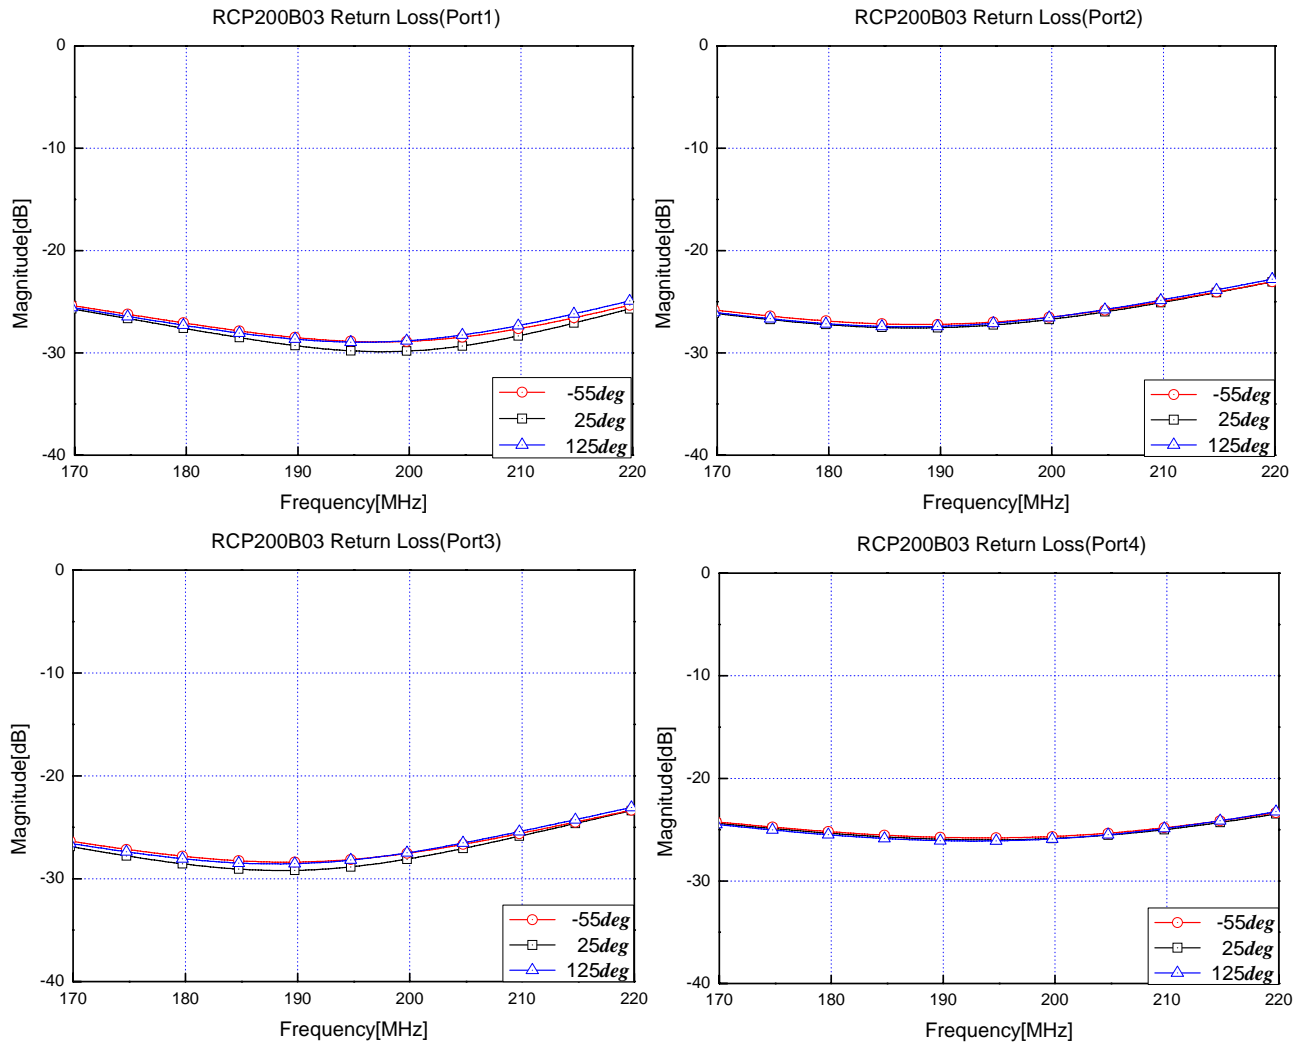 RCP200B03 Return Loss(Port1)
0
-10
-20
-30
-40
Magnitude[dB]
170 180 190 200 210 220
Frequency[MHz]
-55deg
25deg
125deg
RCP200B03 Return Loss(Port2)
0
-10
-20
-30
-40
Magnitude[dB]
170 180 190 200 210 220
Frequency[MHz]
-55deg
25deg
125deg
RCP200B03 Return Loss(Port3)
0
-10
-20
-30
-40
Magnitude[dB]
170 180 190 200 210 220
Frequency[MHz]
-55deg
25deg
125deg
RCP200B03 Return Loss(Port4)
0
-10
-20
-30
-40
Magnitude[dB]
170 180 190 200 210 220
Frequency[MHz]
-55deg
25deg
125deg